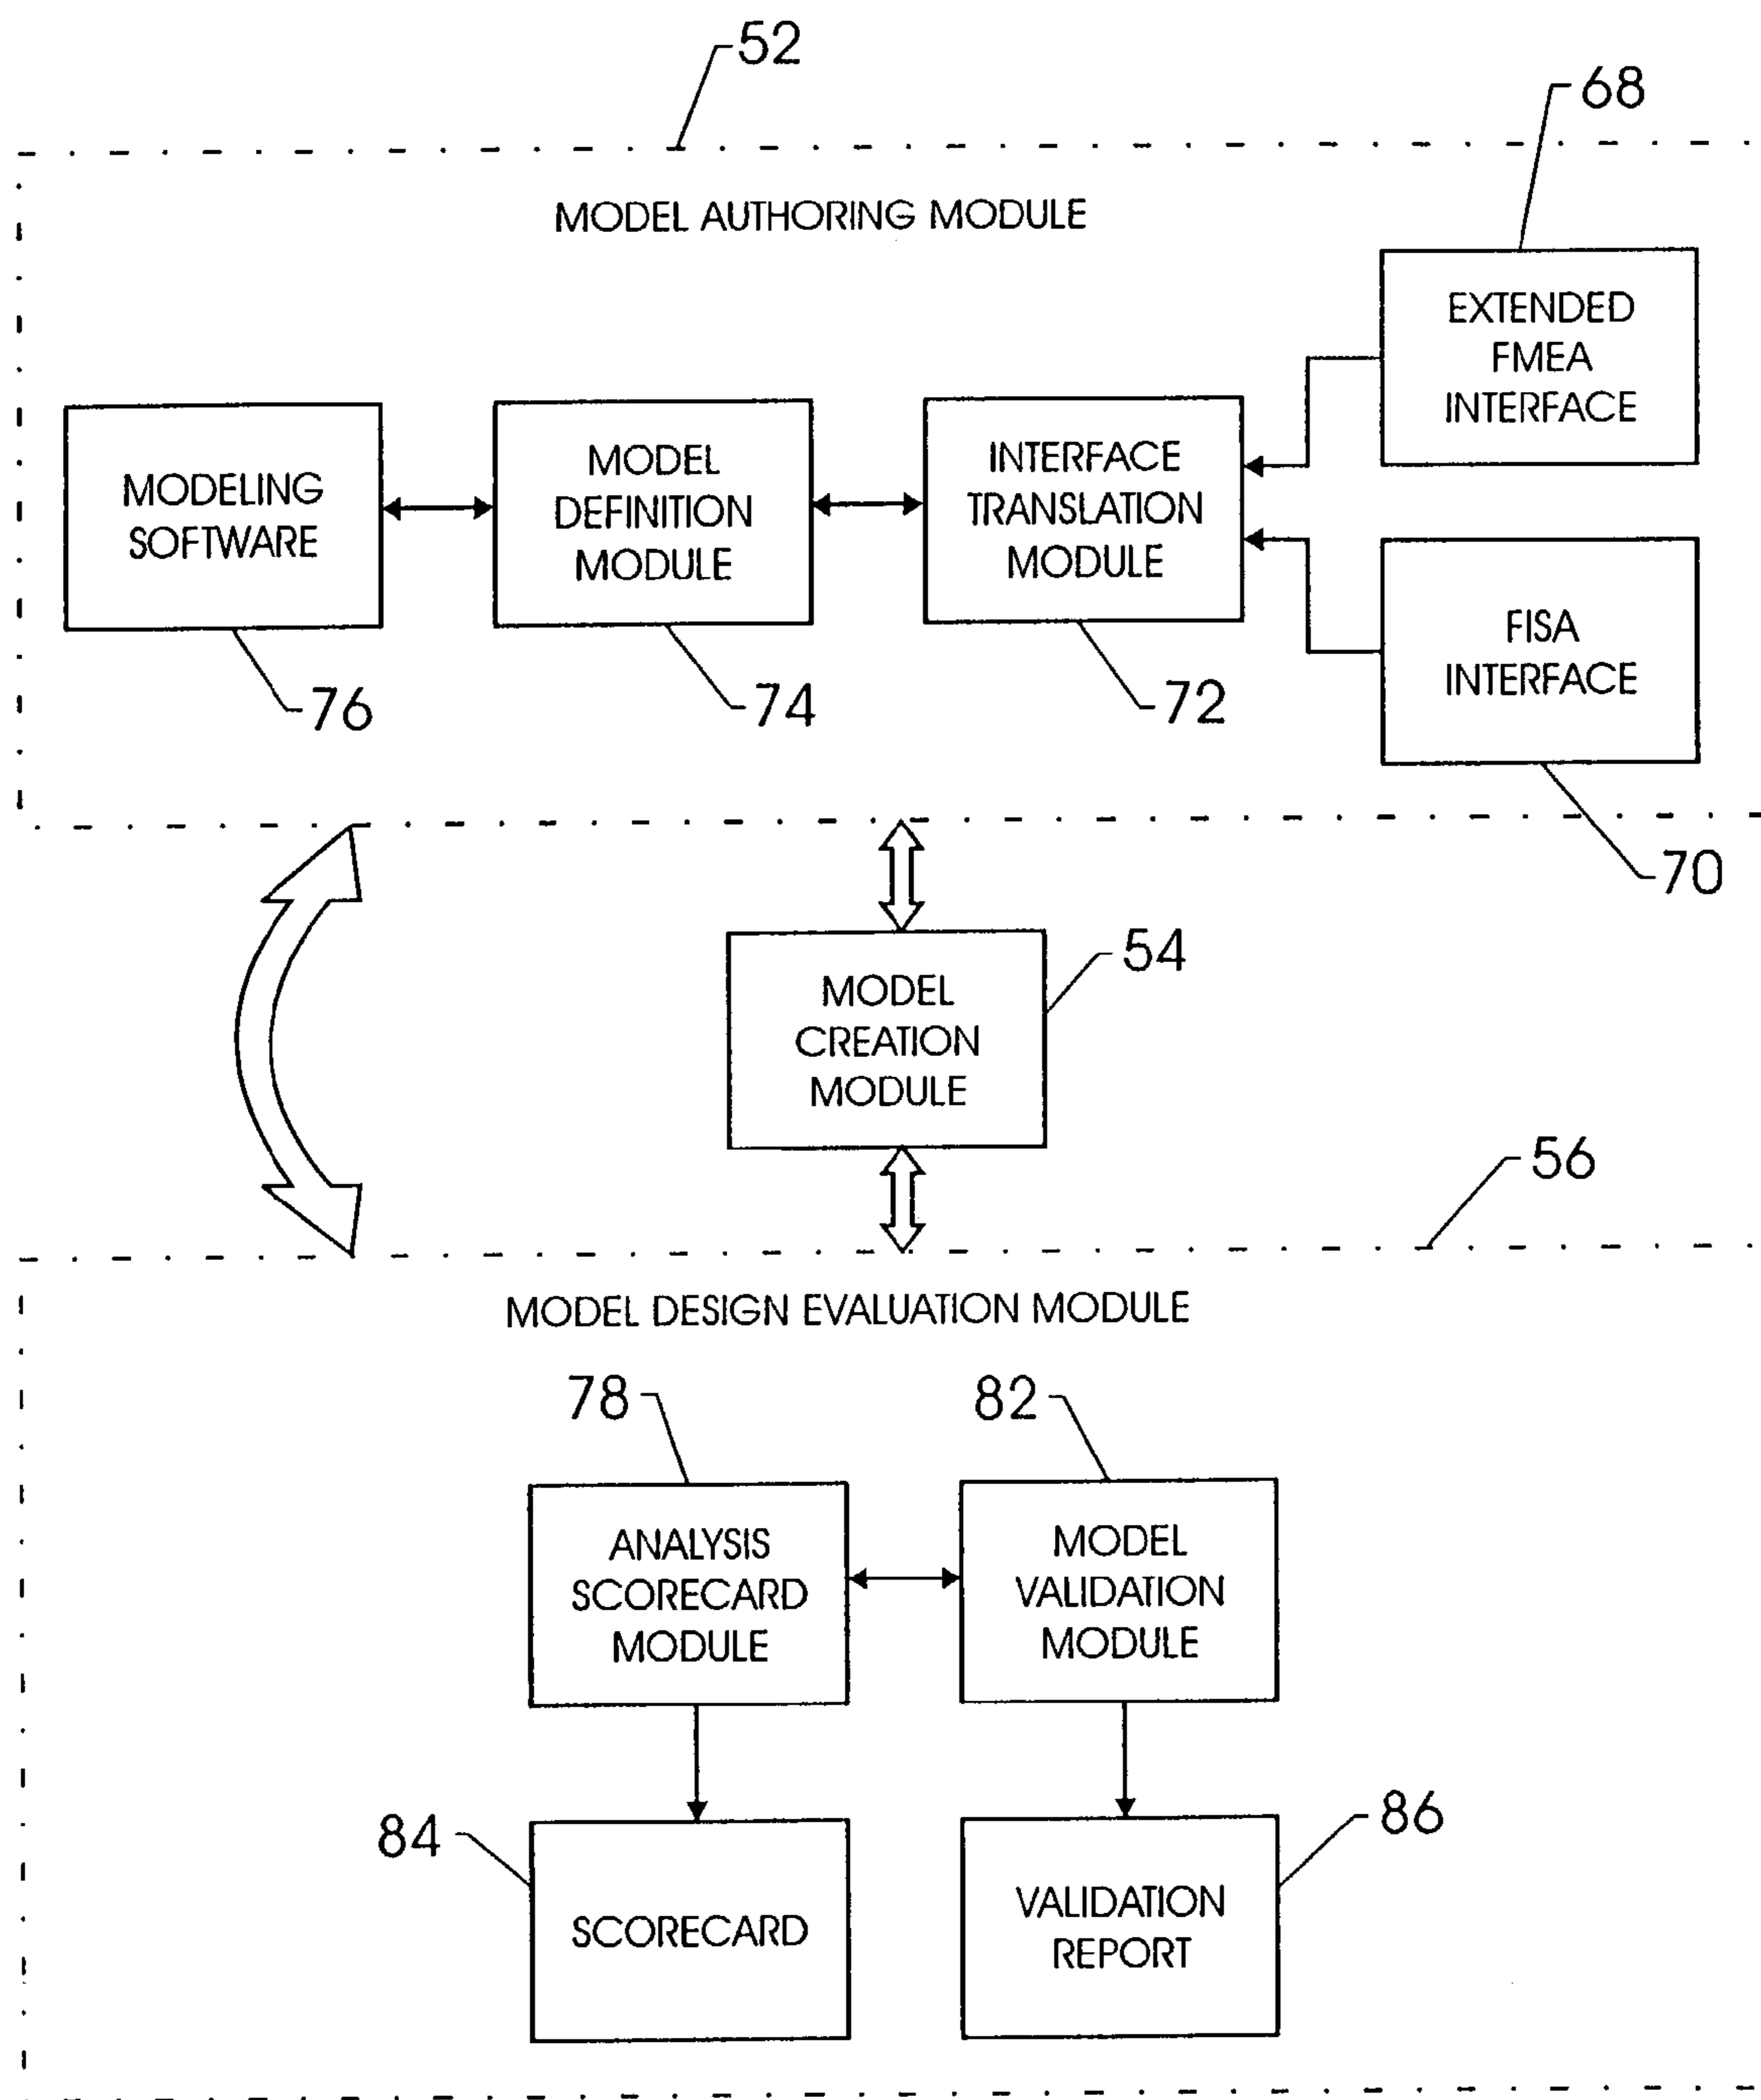 52
68
MODEL AUTHORING MODULE
EXTENDED
FMEA
INTERFACE
MODELING
SOFTWARE
MODEL
DEFINITION
MODULE
INTERFACE
TRANSLATION
MODULE
FISA
INTERFACE
76
74
72
70
54
MODEL
CREATION
MODULE
56
MODEL DESIGN EVALUATION MODULE
78
82
ANALYSIS
SCORECARD
MODULE
MODEL
VALIDATION
MODULE
84
86
SCORECARD
VALIDATION
REPORT